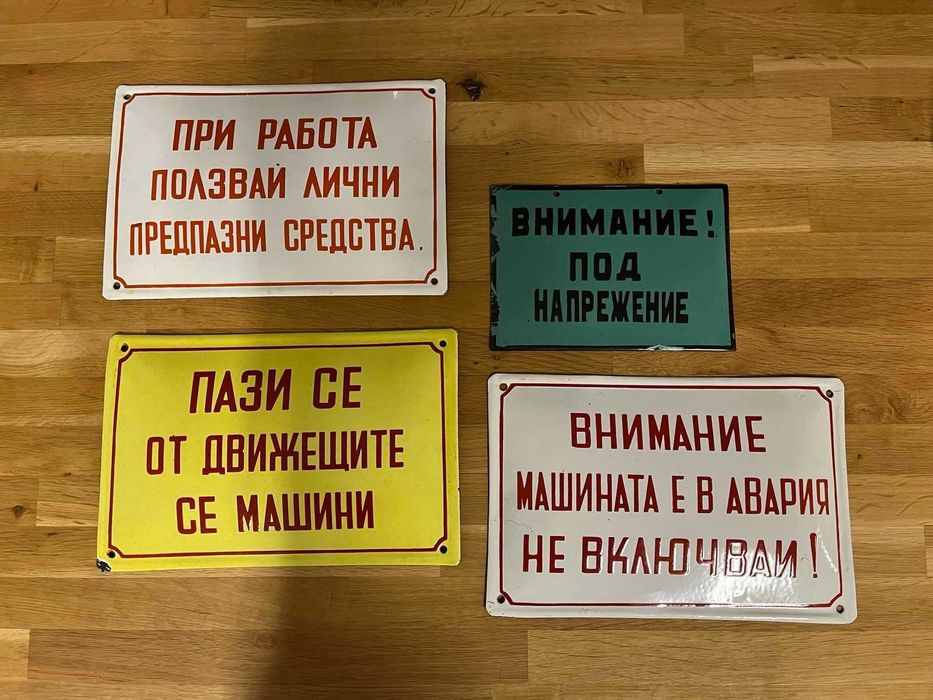 ПРИ РАБОТА
ПОЛЗВАЙ ЛИЧНИ
ПРЕДПАЗНИ СРЕДСТВА.
ВНИМАНИЕ!
ПОД
НАПРЕЖЕНИЕ
ПАЗИ СЕ
ОТ ДВИЖЕЩИТЕ
СЕ МАШИНИ
ВНИМАНИЕ
МАШИНАТА Е В АВАРИЯ
НЕ ВКЛЮЧВАЙ!